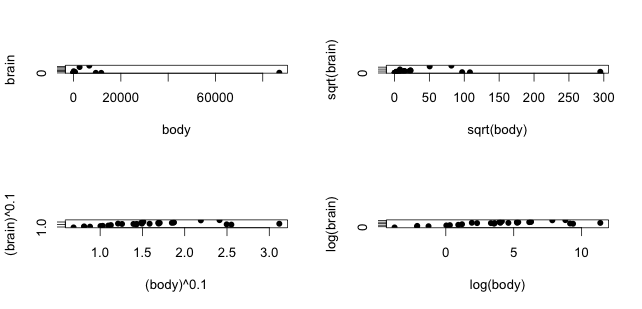 brain
0
0 20000 60000
body
sqrt(brain)
0
0 50 100 150 200 250 300
sqrt(body)
(brain)^0.1
1.0
1.0 1.5 2.0 2.5 3.0
(body)^0.1
log(brain)
0
0 5 10
log(body)